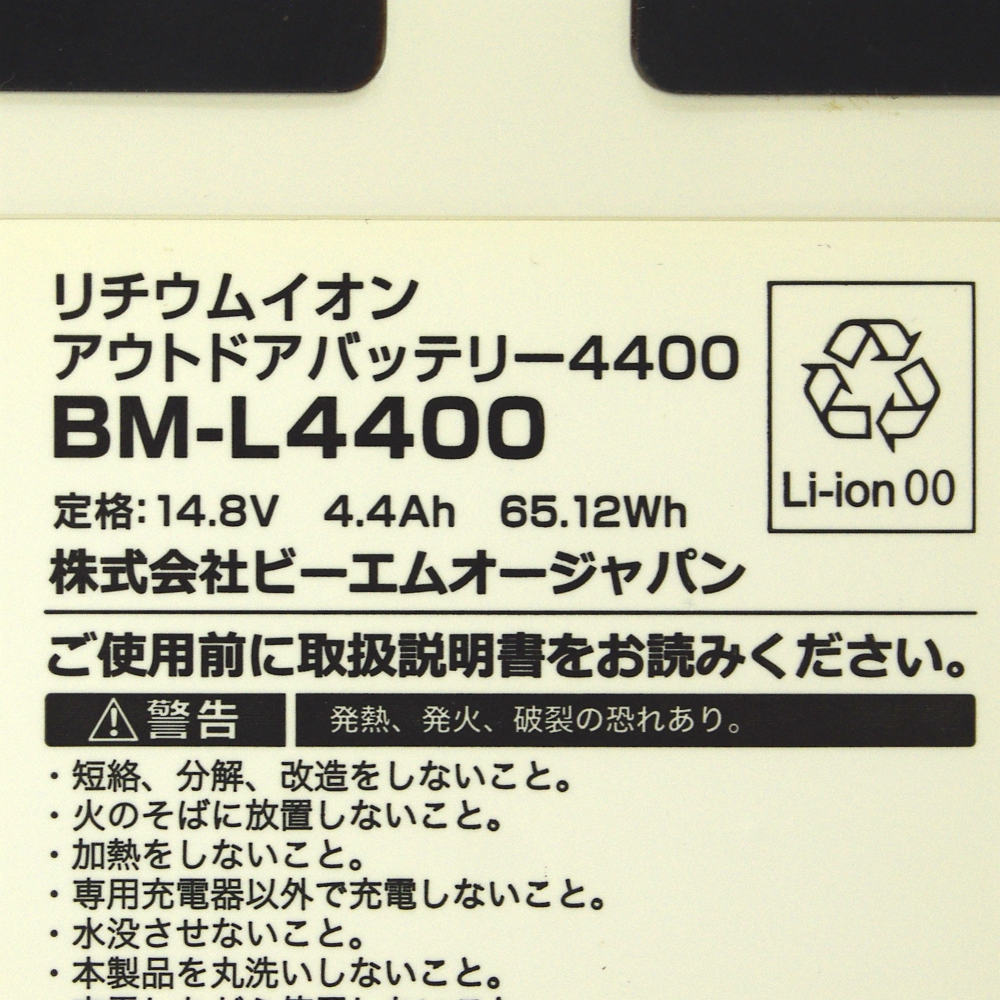 リチウムイオン
アウトドアバッテリー4400
BM-L4400
定格:14.8V 4.4Ah 65.12Wh
Li-ion 00
株式会社ビーエムオージャパン
ご使用前に取扱説明書をお読みください。
警告 発熱、発火、破裂の恐れあり。
・短絡、分解、改造をしないこと。
・火のそばに放置しないこと。
・加熱をしないこと。
・専用充電器以外で充電しないこと。
・水没させないこと。
・本製品を丸洗いしないこと。